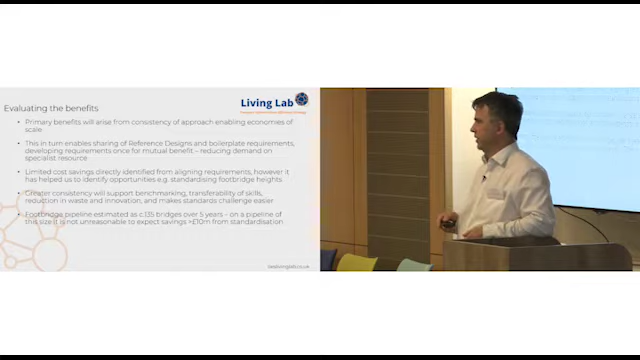 Living Lab
Evaluating the benefits
• Primary benefits will arise from consistency of approach enabling economies of
scale
• This in turn enables sharing of Reference Designs and boilerplate requirements,
developing requirements once for mutual benefit – reducing demand on
specialist resource
• Limited cost savings directly identified from aligning requirements, however it
has helped us to identify opportunities e.g. standardising footbridge heights
• Greater consistency will support benchmarking, transferability of skills,
reduction in waste and innovation, and makes standards challenge easier
• Footbridge pipeline estimated as c.135 bridges over 5 years – on a pipeline of
this size it is not unreasonable to expect savings >£10m from standardisation